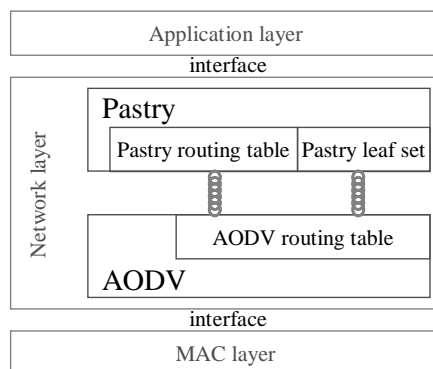 Application layer
interface
Network layer
Pastry
Pastry routing table
Pastry leaf set
AODV routing table
AODV
interface
MAC layer